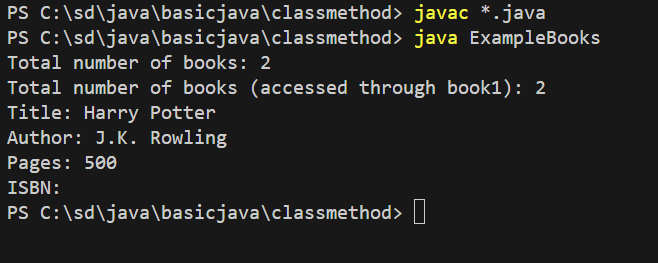 PS C:\sd\java\basicjava\classmethod> javac *.java
PS C:\sd\java\basicjava\classmethod> java ExampleBooks
Total number of books: 2
Total number of books (accessed through book1): 2
Title: Harry Potter
Author: J.K. Rowling
Pages: 500
ISBN:
PS C:\sd\java\basicjava\classmethod>